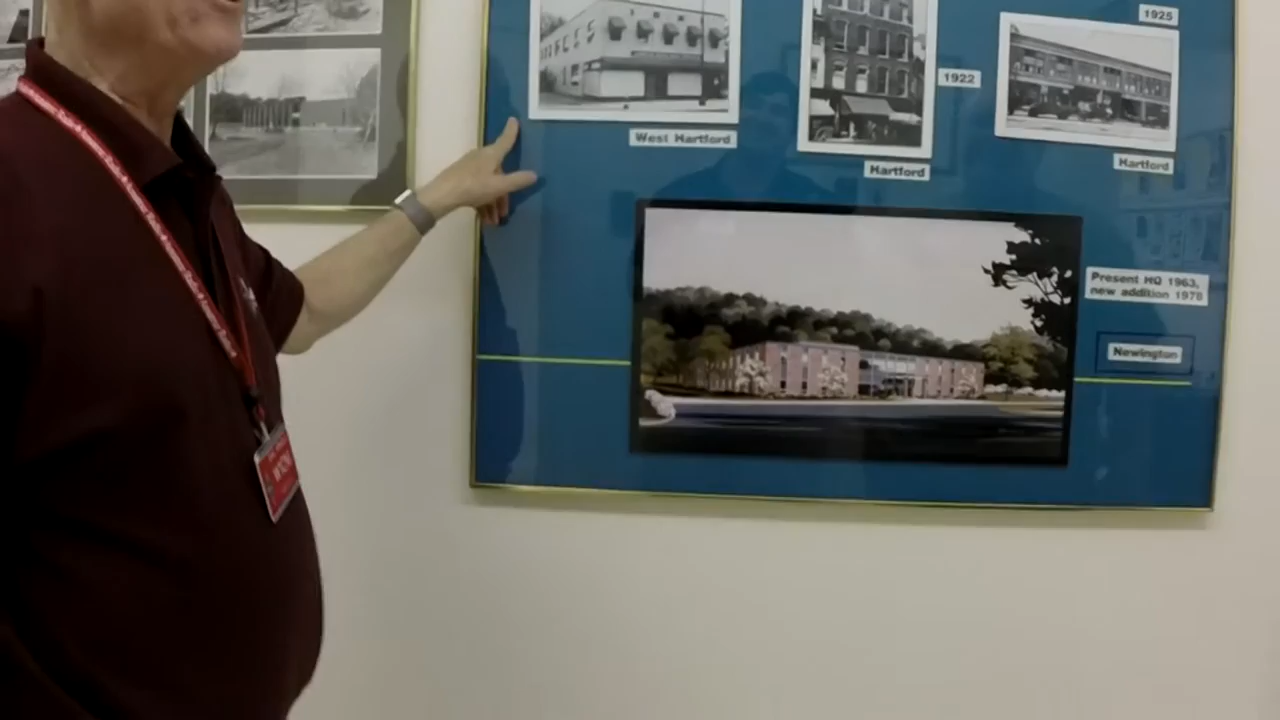 1925
1922
West Hartford
Hartford
Hartford
Present HQ 1963,
new addition 1978
Newington